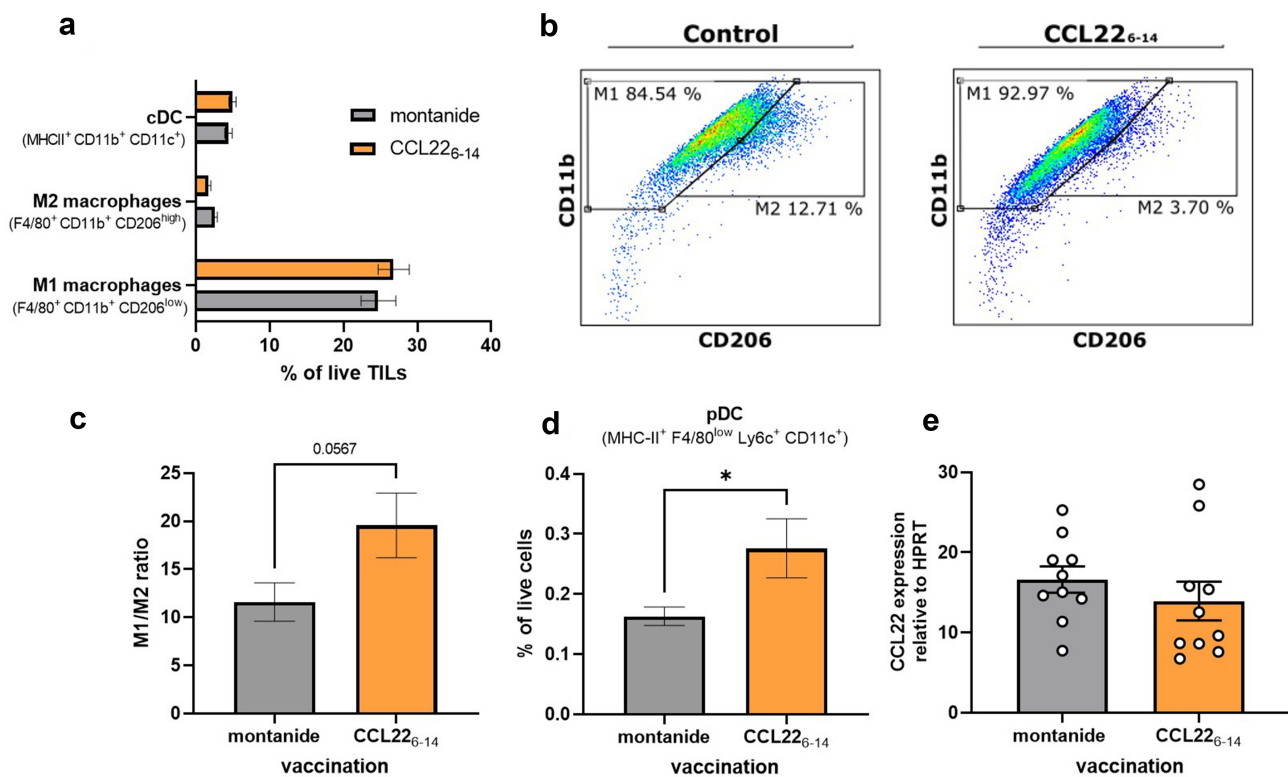 a
cDC
(MHCII⁺ CD11b⁺ CD11c⁺)
M2 macrophages
(F4/80⁺ CD11b⁺ CD206ʰⁱᵍʰ)
M1 macrophages
(F4/80⁺ CD11b⁺ CD206ˡᵒʷ)
montanide
CCL22₆₋₁₄
0 10 20 30 40
% of live TILs
b
Control
M1 84.54 %
M2 12.71 %
CD11b
CD206
CCL22₆₋₁₄
M1 92.97 %
M2 3.70 %
CD11b
CD206
c
0.0567
25
20
15
10
5
0
M1/M2 ratio
montanide CCL22₆₋₁₄
vaccination
d
pDC
(MHC-II⁺ F4/80ˡᵒʷ Ly6c⁺ CD11c⁺)
*
0.4
0.3
0.2
0.1
0.0
% of live cells
montanide CCL22₆₋₁₄
vaccination
e
30
20
10
0
CCL22 expression
relative to HPRT
montanide CCL22₆₋₁₄
vaccination